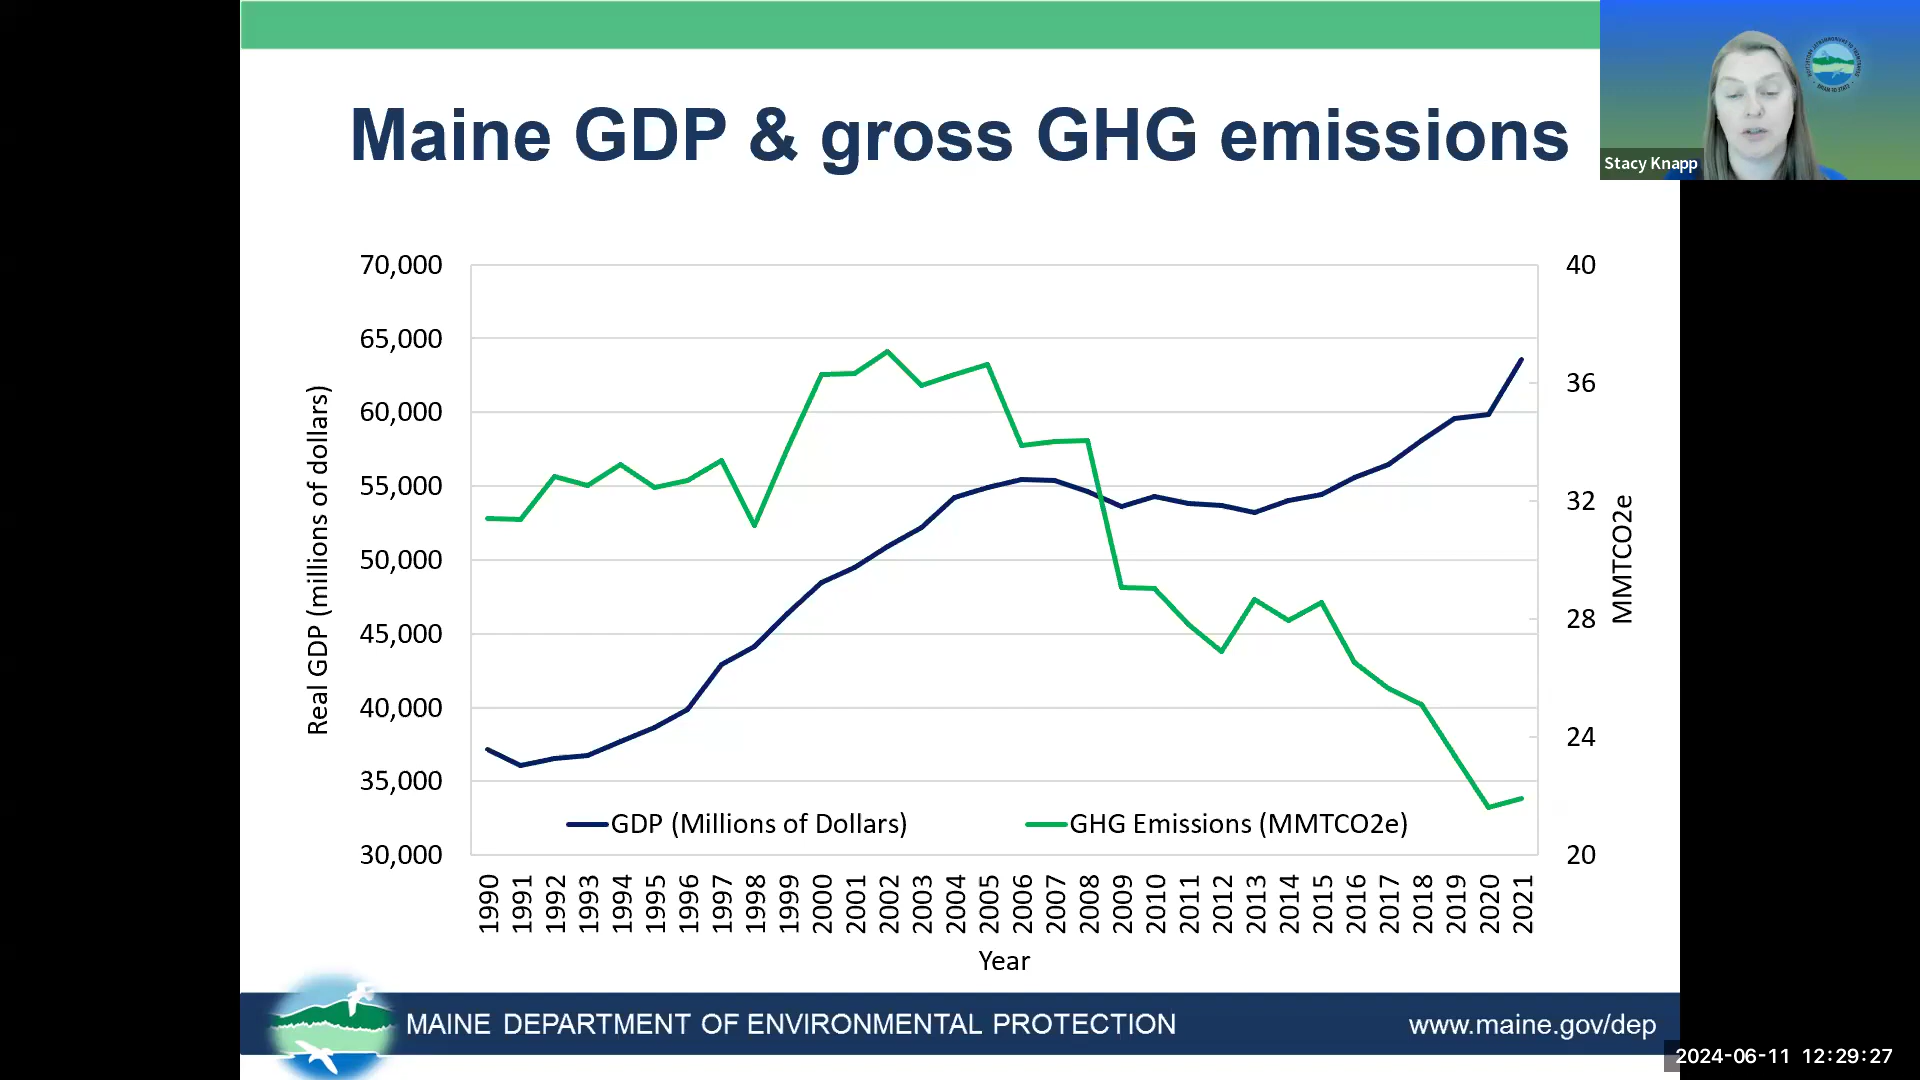 Maine GDP & gross GHG emissions
Stacy Knapp
70,000
65,000
60,000
55,000
50,000
45,000
40,000
35,000
30,000
Real GDP (millions of dollars)
40
36
32
28
24
20
MMTCO2e
GDP (Millions of Dollars)
GHG Emissions (MMTCO2e)
1990 1991 1992 1993 1994 1995 1996 1997 1998 1999 2000 2001 2002 2003 2004 2005 2006 2007 2008 2009 2010 2011 2012 2013 2014 2015 2016 2017 2018 2019 2020 2021
Year
MAINE DEPARTMENT OF ENVIRONMENTAL PROTECTION
www.maine.gov/dep
2024-06-11 12:29:27